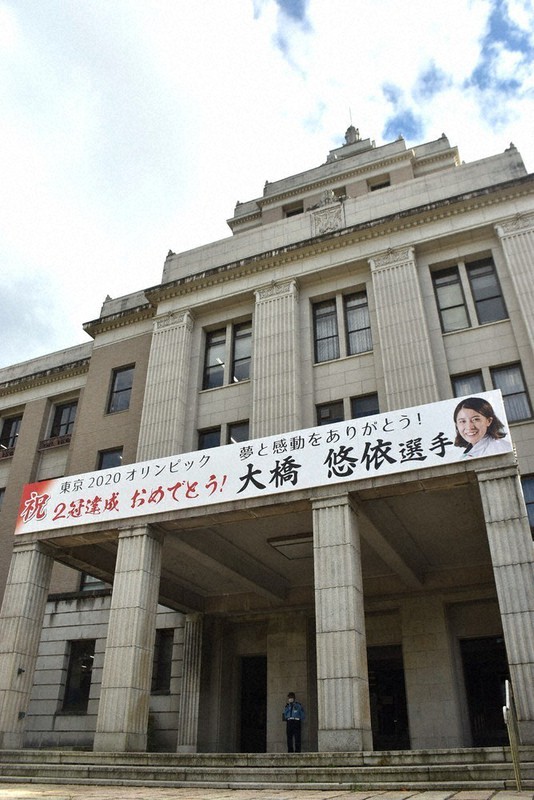 祝
東京2020オリンピック 夢と感動をありがとう!
2冠達成 おめでとう! 大橋 悠依選手